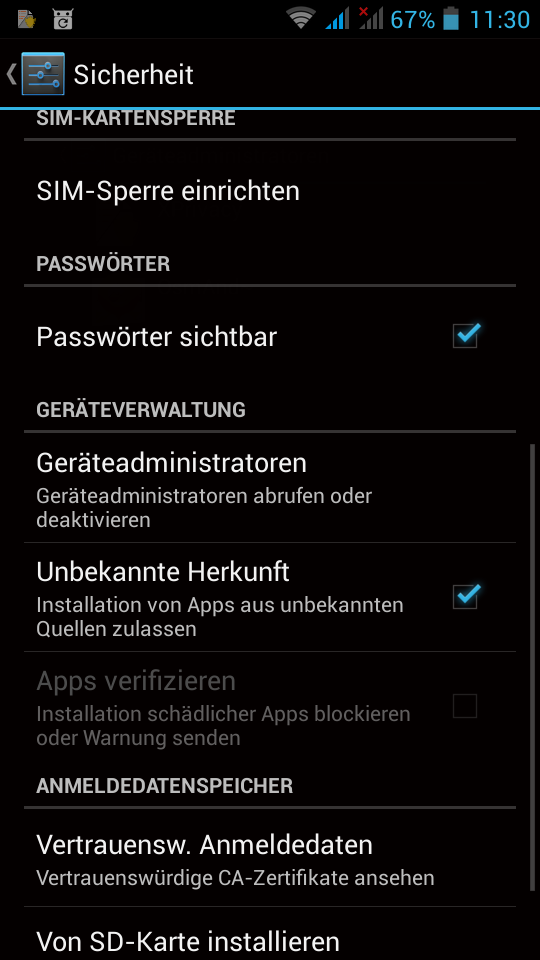 67% 11:30
Sicherheit
SIM-KARTENSPERRE
SIM-Sperre einrichten
PASSWÖRTER
Passwörter sichtbar
GERÄTEVERWALTUNG
Geräteadministratoren
Geräteadministratoren abrufen oder
deaktivieren
Unbekannte Herkunft
Installation von Apps aus unbekannten
Quellen zulassen
Apps verifizieren
Installation schädlicher Apps blockieren
oder Warnung senden
ANMELDEDATENSPEICHER
Vertrauensw. Anmeldedaten
Vertrauenswürdige CA-Zertifikate ansehen
Von SD-Karte installieren